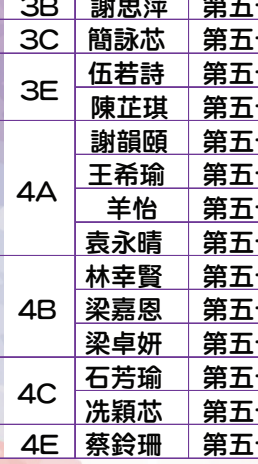 3B 謝思萍 第五
3C 簡詠芯 第五
3E 伍若詩 第五
陳芷琪 第五
4A 謝韻頤 第五
王希瑜 第五
羊怡 第五
袁永晴 第五
4B 林幸賢 第五
梁嘉恩 第五
梁卓妍 第五
4C 石芳瑜 第五
冼穎芯 第五
4E 蔡鈴珊 第五